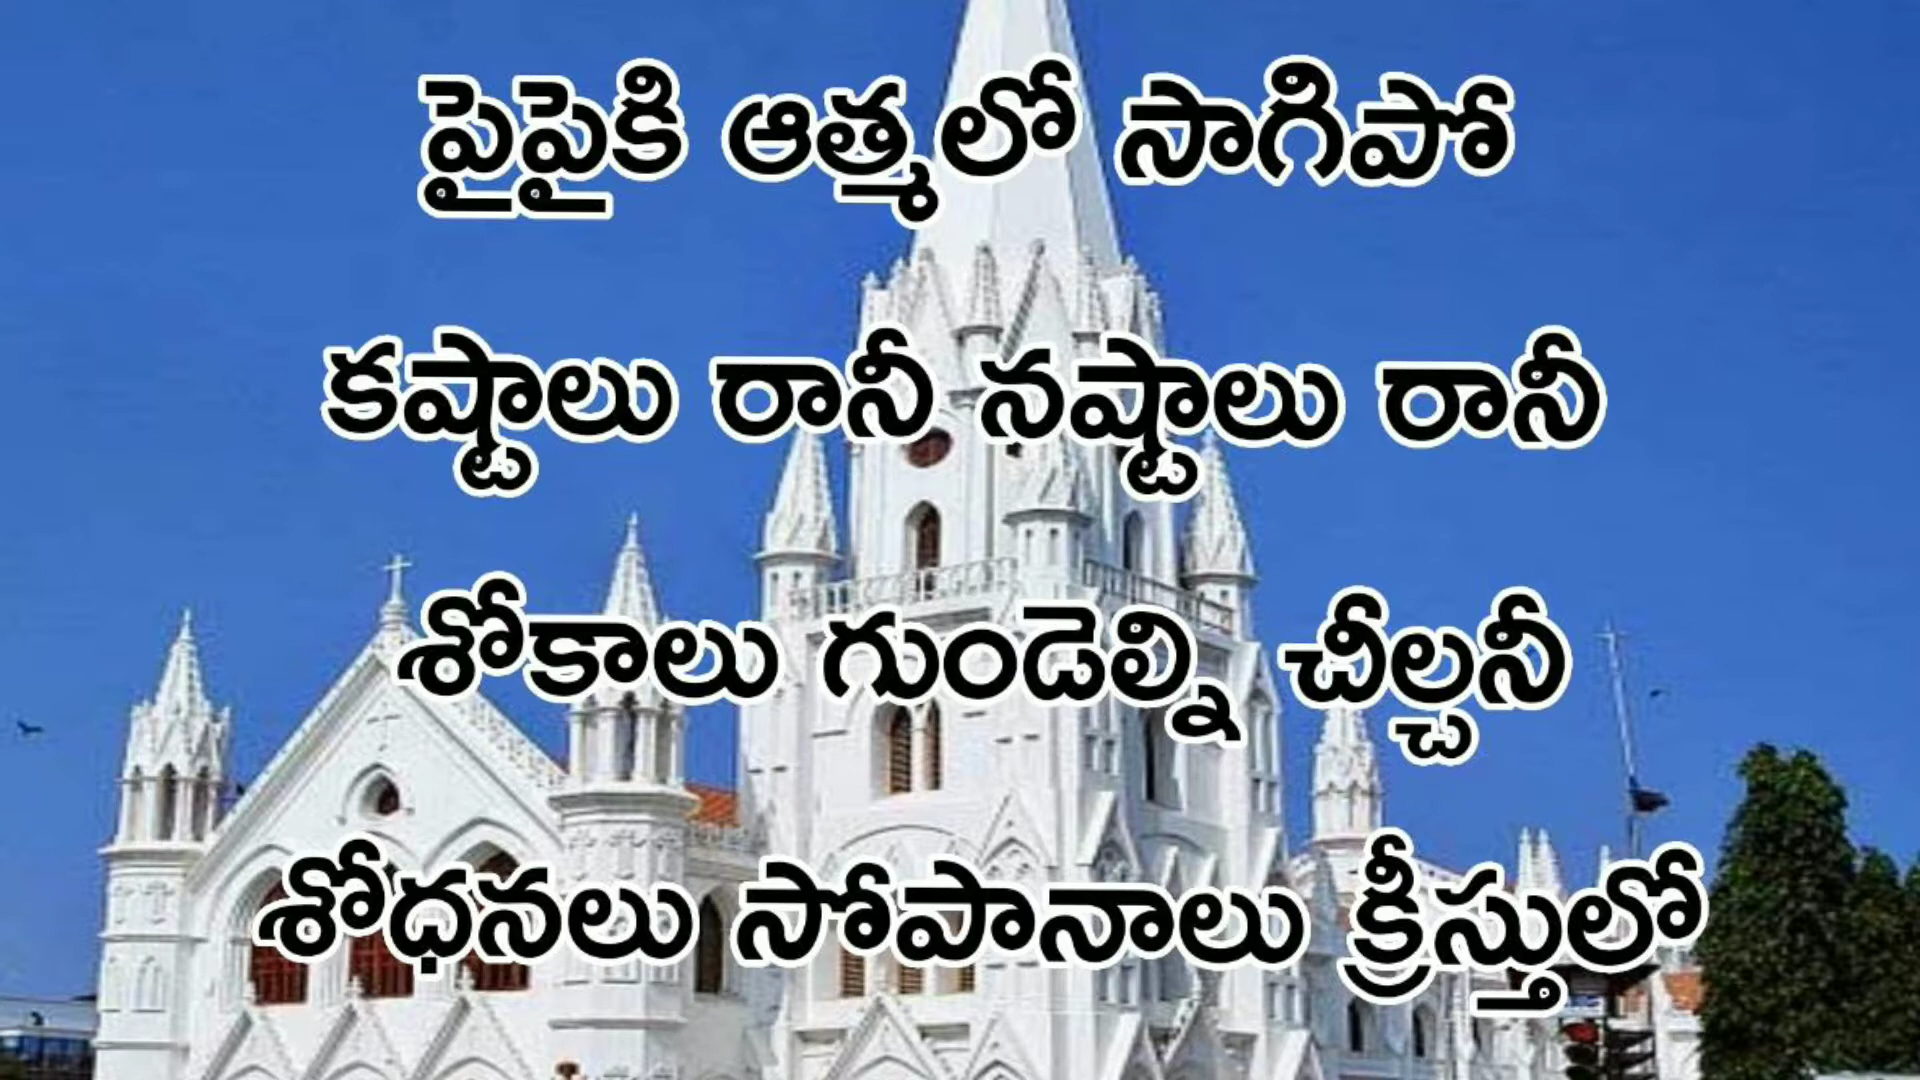 పైపైకి ఆత్మలో సాగిపో
కష్టాలు రానీ నష్టాలు రానీ
శోకాలు గుండెల్ని చీల్చనీ
శోధనలు సోపానాలు క్రీస్తులో